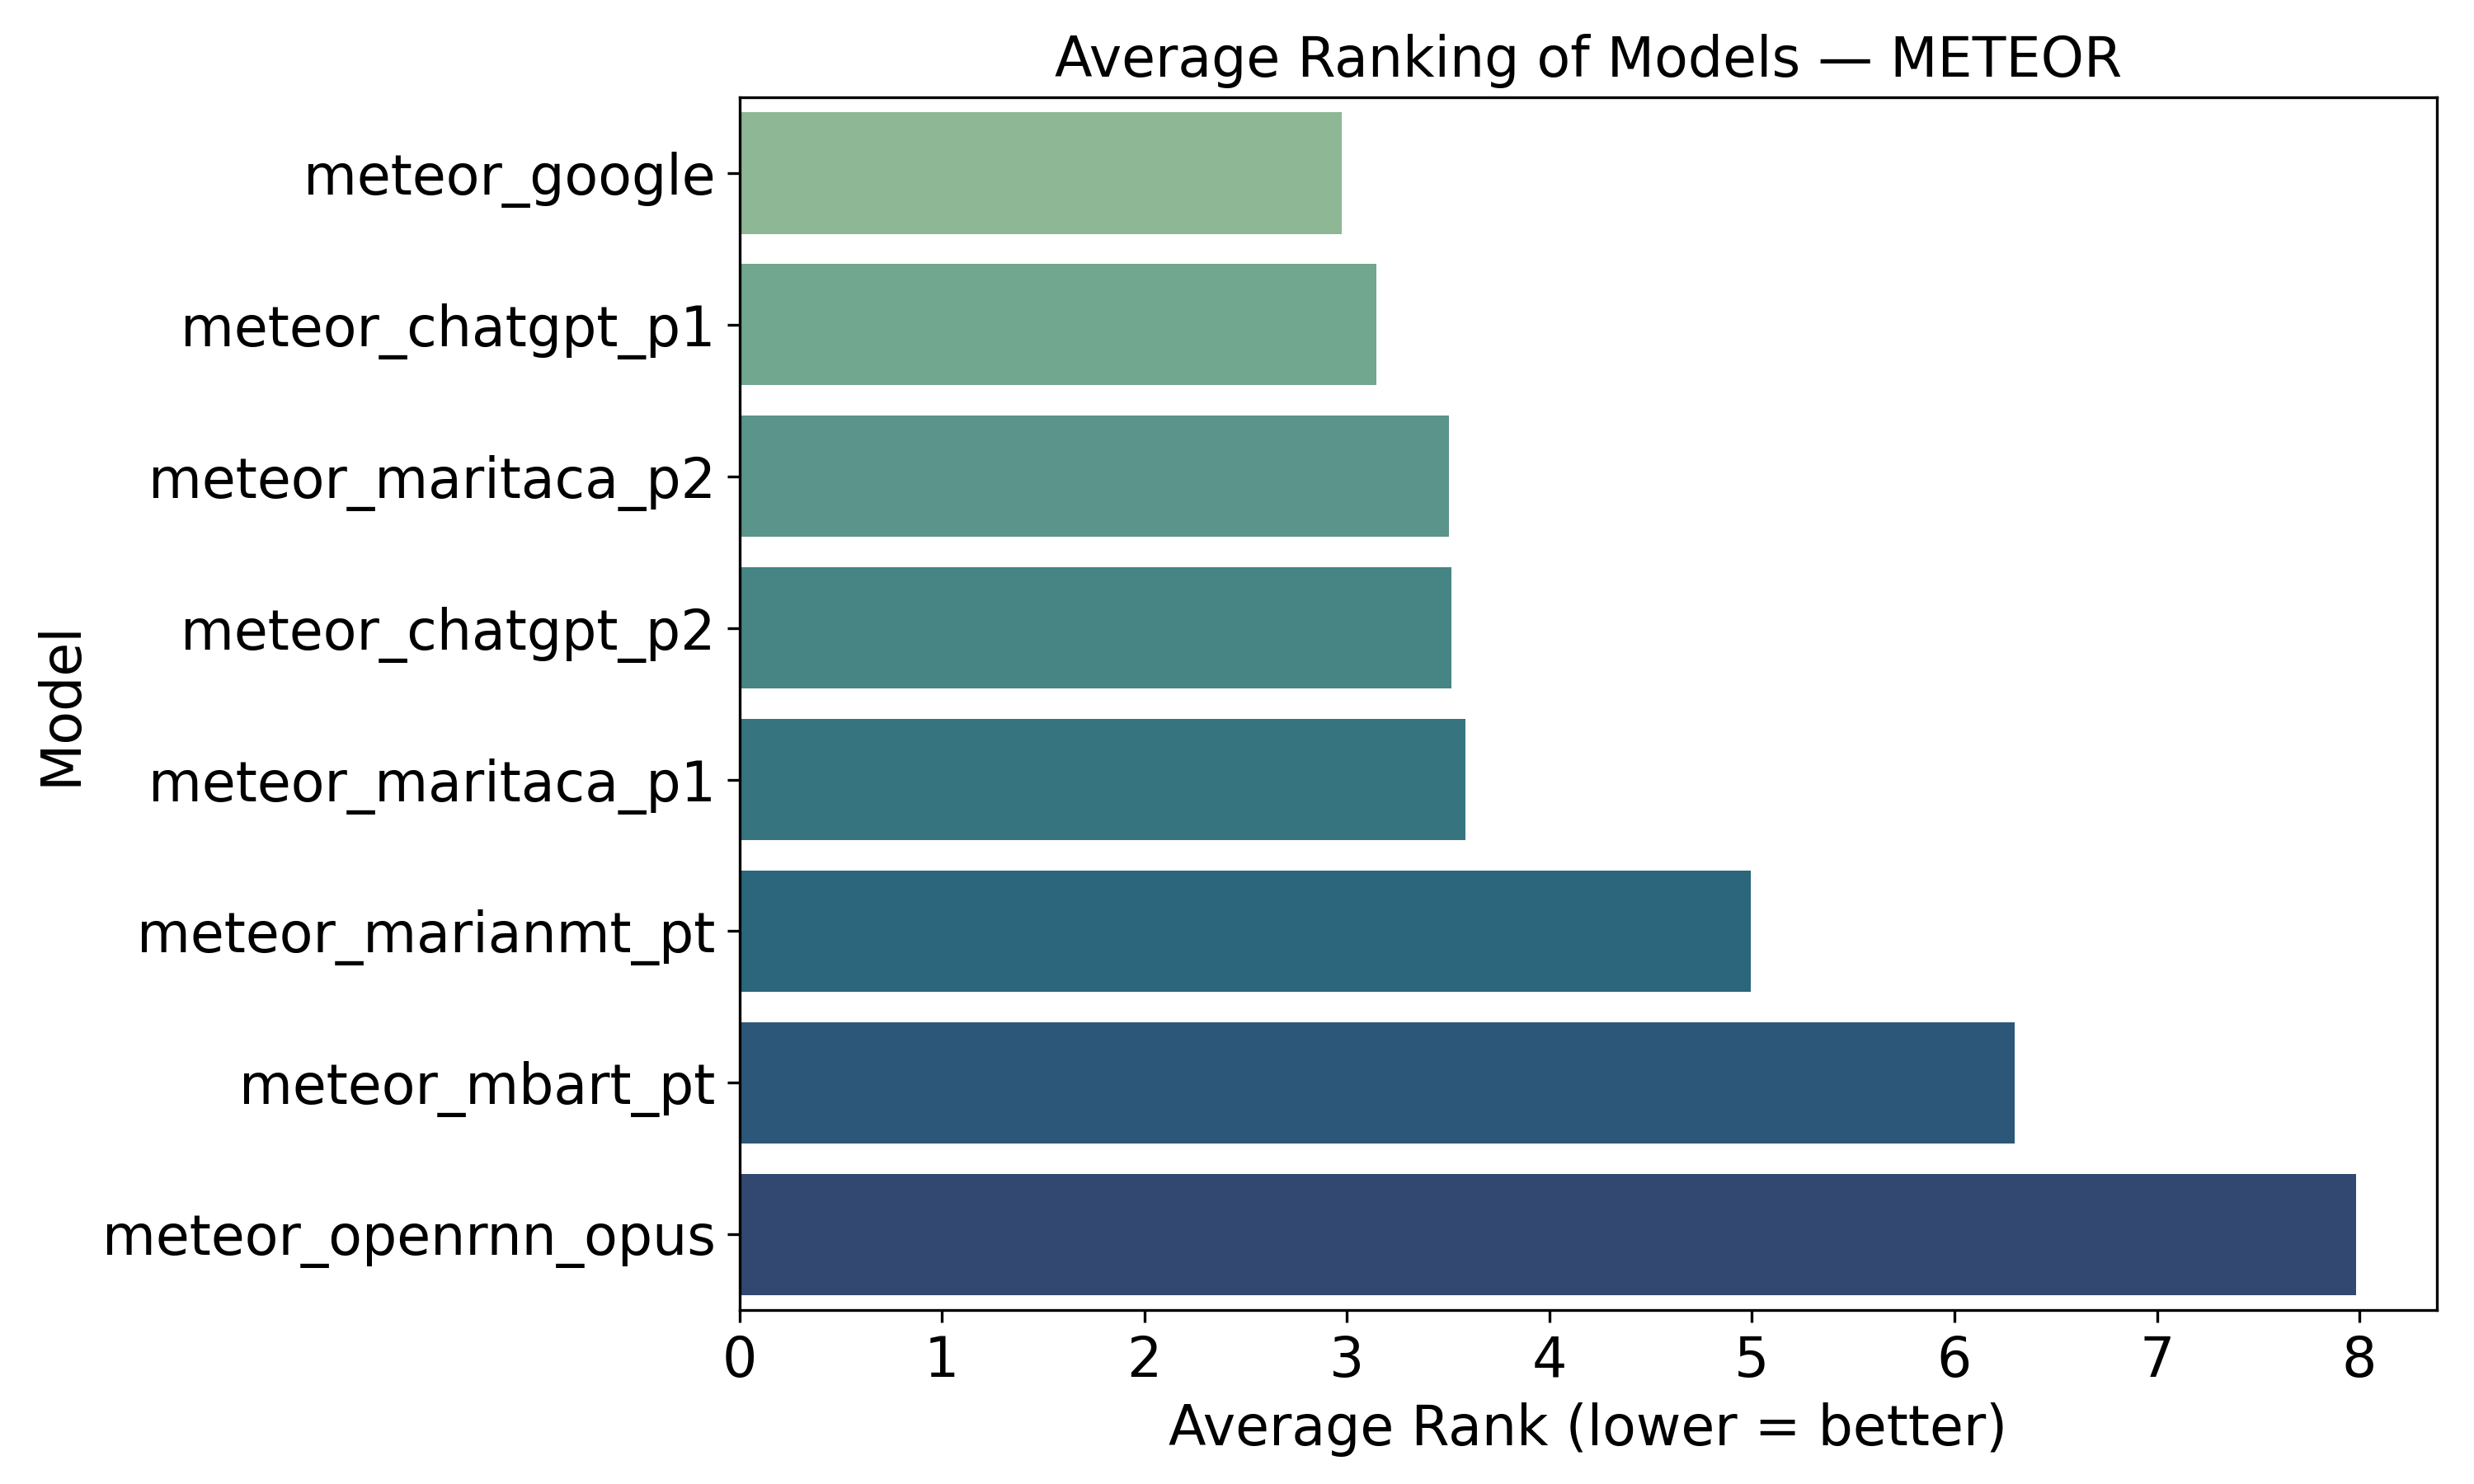 Average Ranking of Models — METEOR
meteor_google
meteor_chatgpt_p1
meteor_maritaca_p2
meteor_chatgpt_p2
meteor_maritaca_p1
meteor_marianmt_pt
meteor_mbart_pt
meteor_openrnn_opus
Model
0 1 2 3 4 5 6 7 8
Average Rank (lower = better)